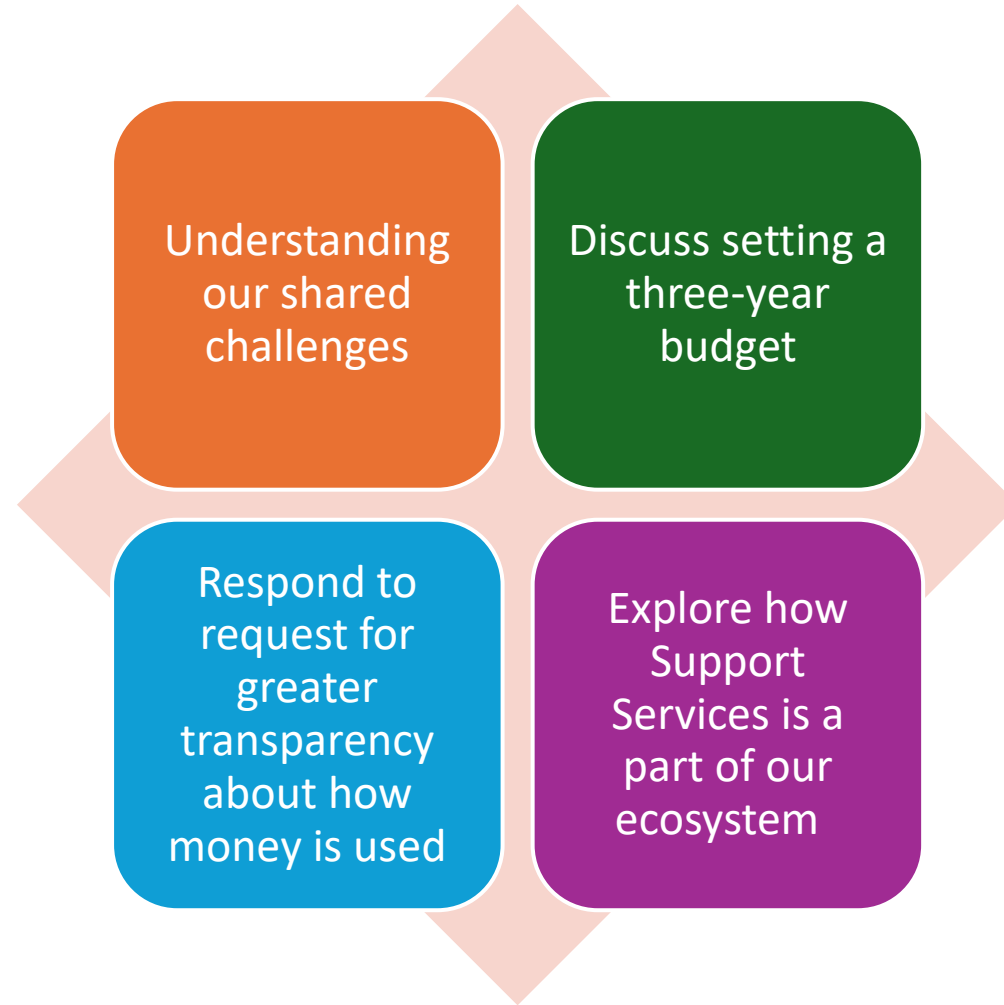 Understanding
our shared
challenges
Discuss setting a
three-year
budget
Respond to
request for
greater
transparency
about how
money is used
Explore how
Support
Services is a
part of our
ecosystem